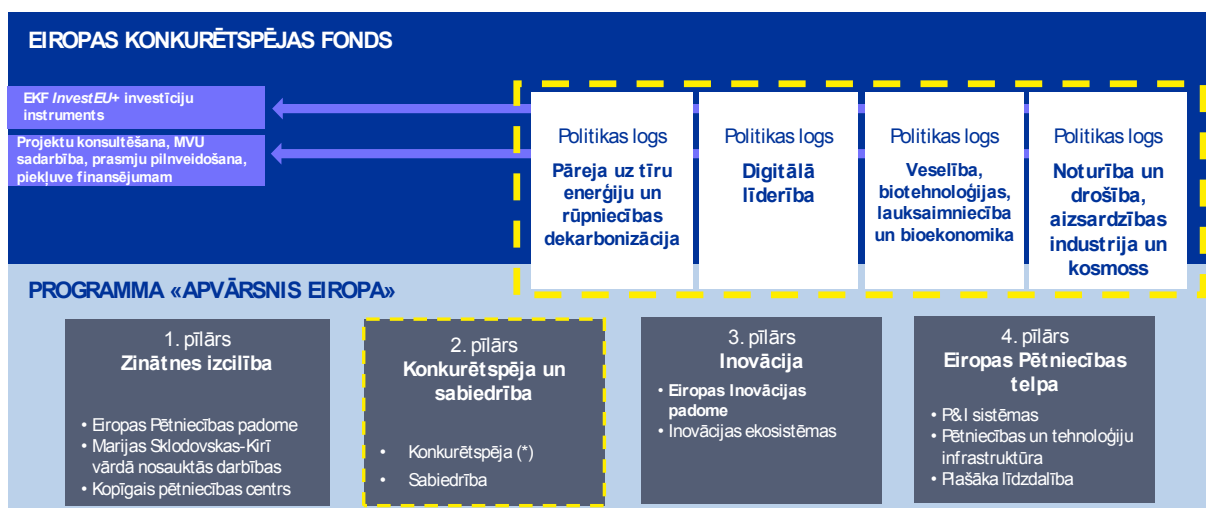 EIROPAS KONKURĒTSPĒJAS FONDS
EKF InvestEU+ investīciju
instruments
Projektu konsultēšana, MVU
sadarbība, prasmju pilnveidošana,
piekļuve finansējumam
Politikas logs
Pāreja uz tīru
enerģiju un
rūpniecības
dekarbonizācija
Politikas logs
Digitālā
līderība
Politikas logs
Veselība,
biotehnoloģijas,
lauksaimniecība
un bioekonomika
Politikas logs
Noturība un
drošība,
aizsardzības
industrija un
kosmoss
PROGRAMMA «APVĀRSNIS EIROPA»
1. pīlārs
Zinātnes izcilība
• Eiropas Pētniecības padome
• Marijas Sklodovskas-Kirī
vārdā nosauktās darbības
• Kopīgais pētniecības centrs
2. pīlārs
Konkurētspēja un
sabiedrība
• Konkurētspēja (*)
• Sabiedrība
3. pīlārs
Inovācija
• Eiropas Inovācijas
padome
• Inovācijas ekosistēmas
4. pīlārs
Eiropas Pētniecības
telpa
• P&I sistēmas
• Pētniecības un tehnoloģiju
infrastruktūra
• Plašāka līdzdalība